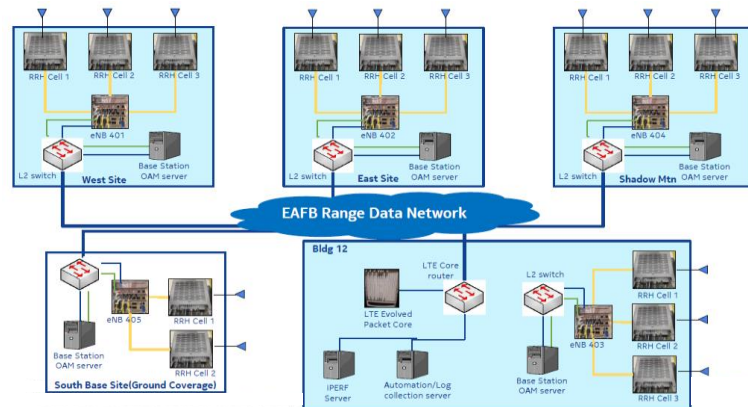 RRH Cell 1
RRH Cell 2
RRH Cell 3
eNB 401
L2 switch
Base Station
OAM server
West Site
RRH Cell 1
RRH Cell 2
RRH Cell 3
eNB 402
L2 switch
Base Station
OAM server
East Site
RRH Cell 1
RRH Cell 2
RRH Cell 3
eNB 404
L2 switch
Base Station
OAM server
Shadow Mtn
EAFB Range Data Network
eNB 405
RRH Cell 1
RRH Cell 2
Base Station
OAM server
South Base Site(Ground Coverage)
Bldg 12
LTE Core
router
LTE Evolved
Packet Core
IPERF
Server
Automation/Log
collection server
L2 switch
eNB 403
Base Station
OAM server
RRH Cell 1
RRH Cell 2
RRH Cell 3